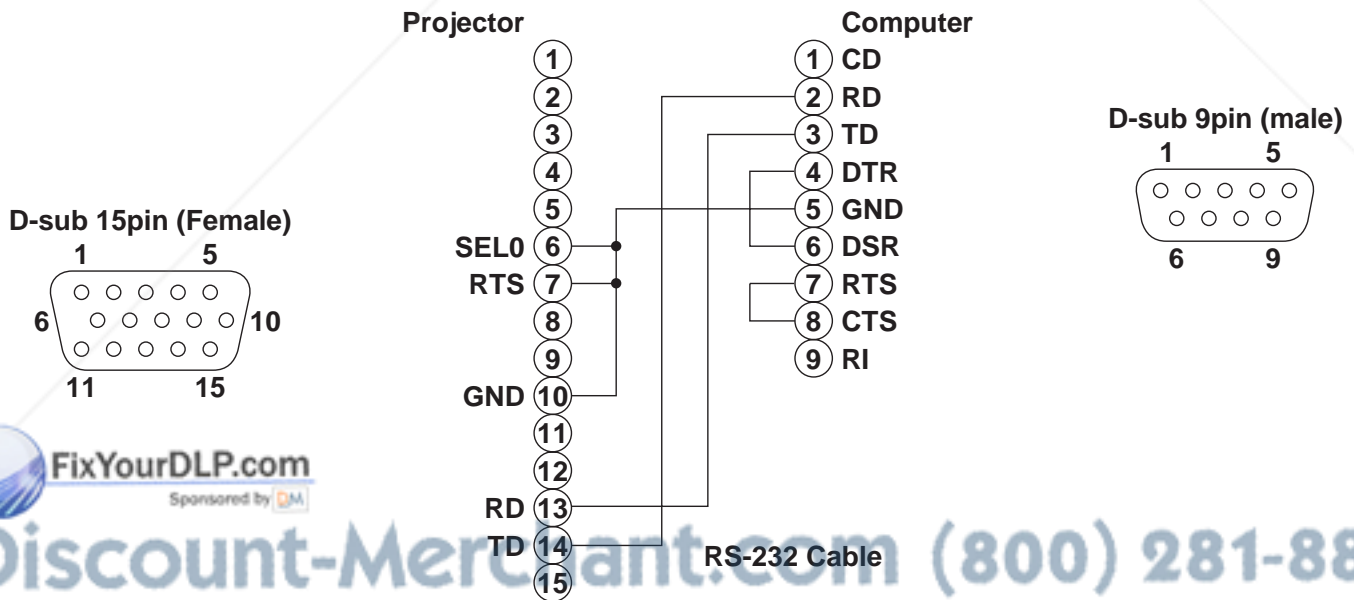 Projector
1
2
3
4
5
SEL0 6
RTS 7
8
9
GND 10
11
12
RD 13
TD 14
15
Computer
1 CD
2 RD
3 TD
4 DTR
5 GND
6 DSR
7 RTS
8 CTS
9 RI
D-sub 9pin (male)
1 5
6 9
D-sub 15pin (Female)
1 5
6 10
11 15
RS-232 Cable
FixYourDLP.com
Sponsored by DM
Discount-Merchant.com (800) 281-88